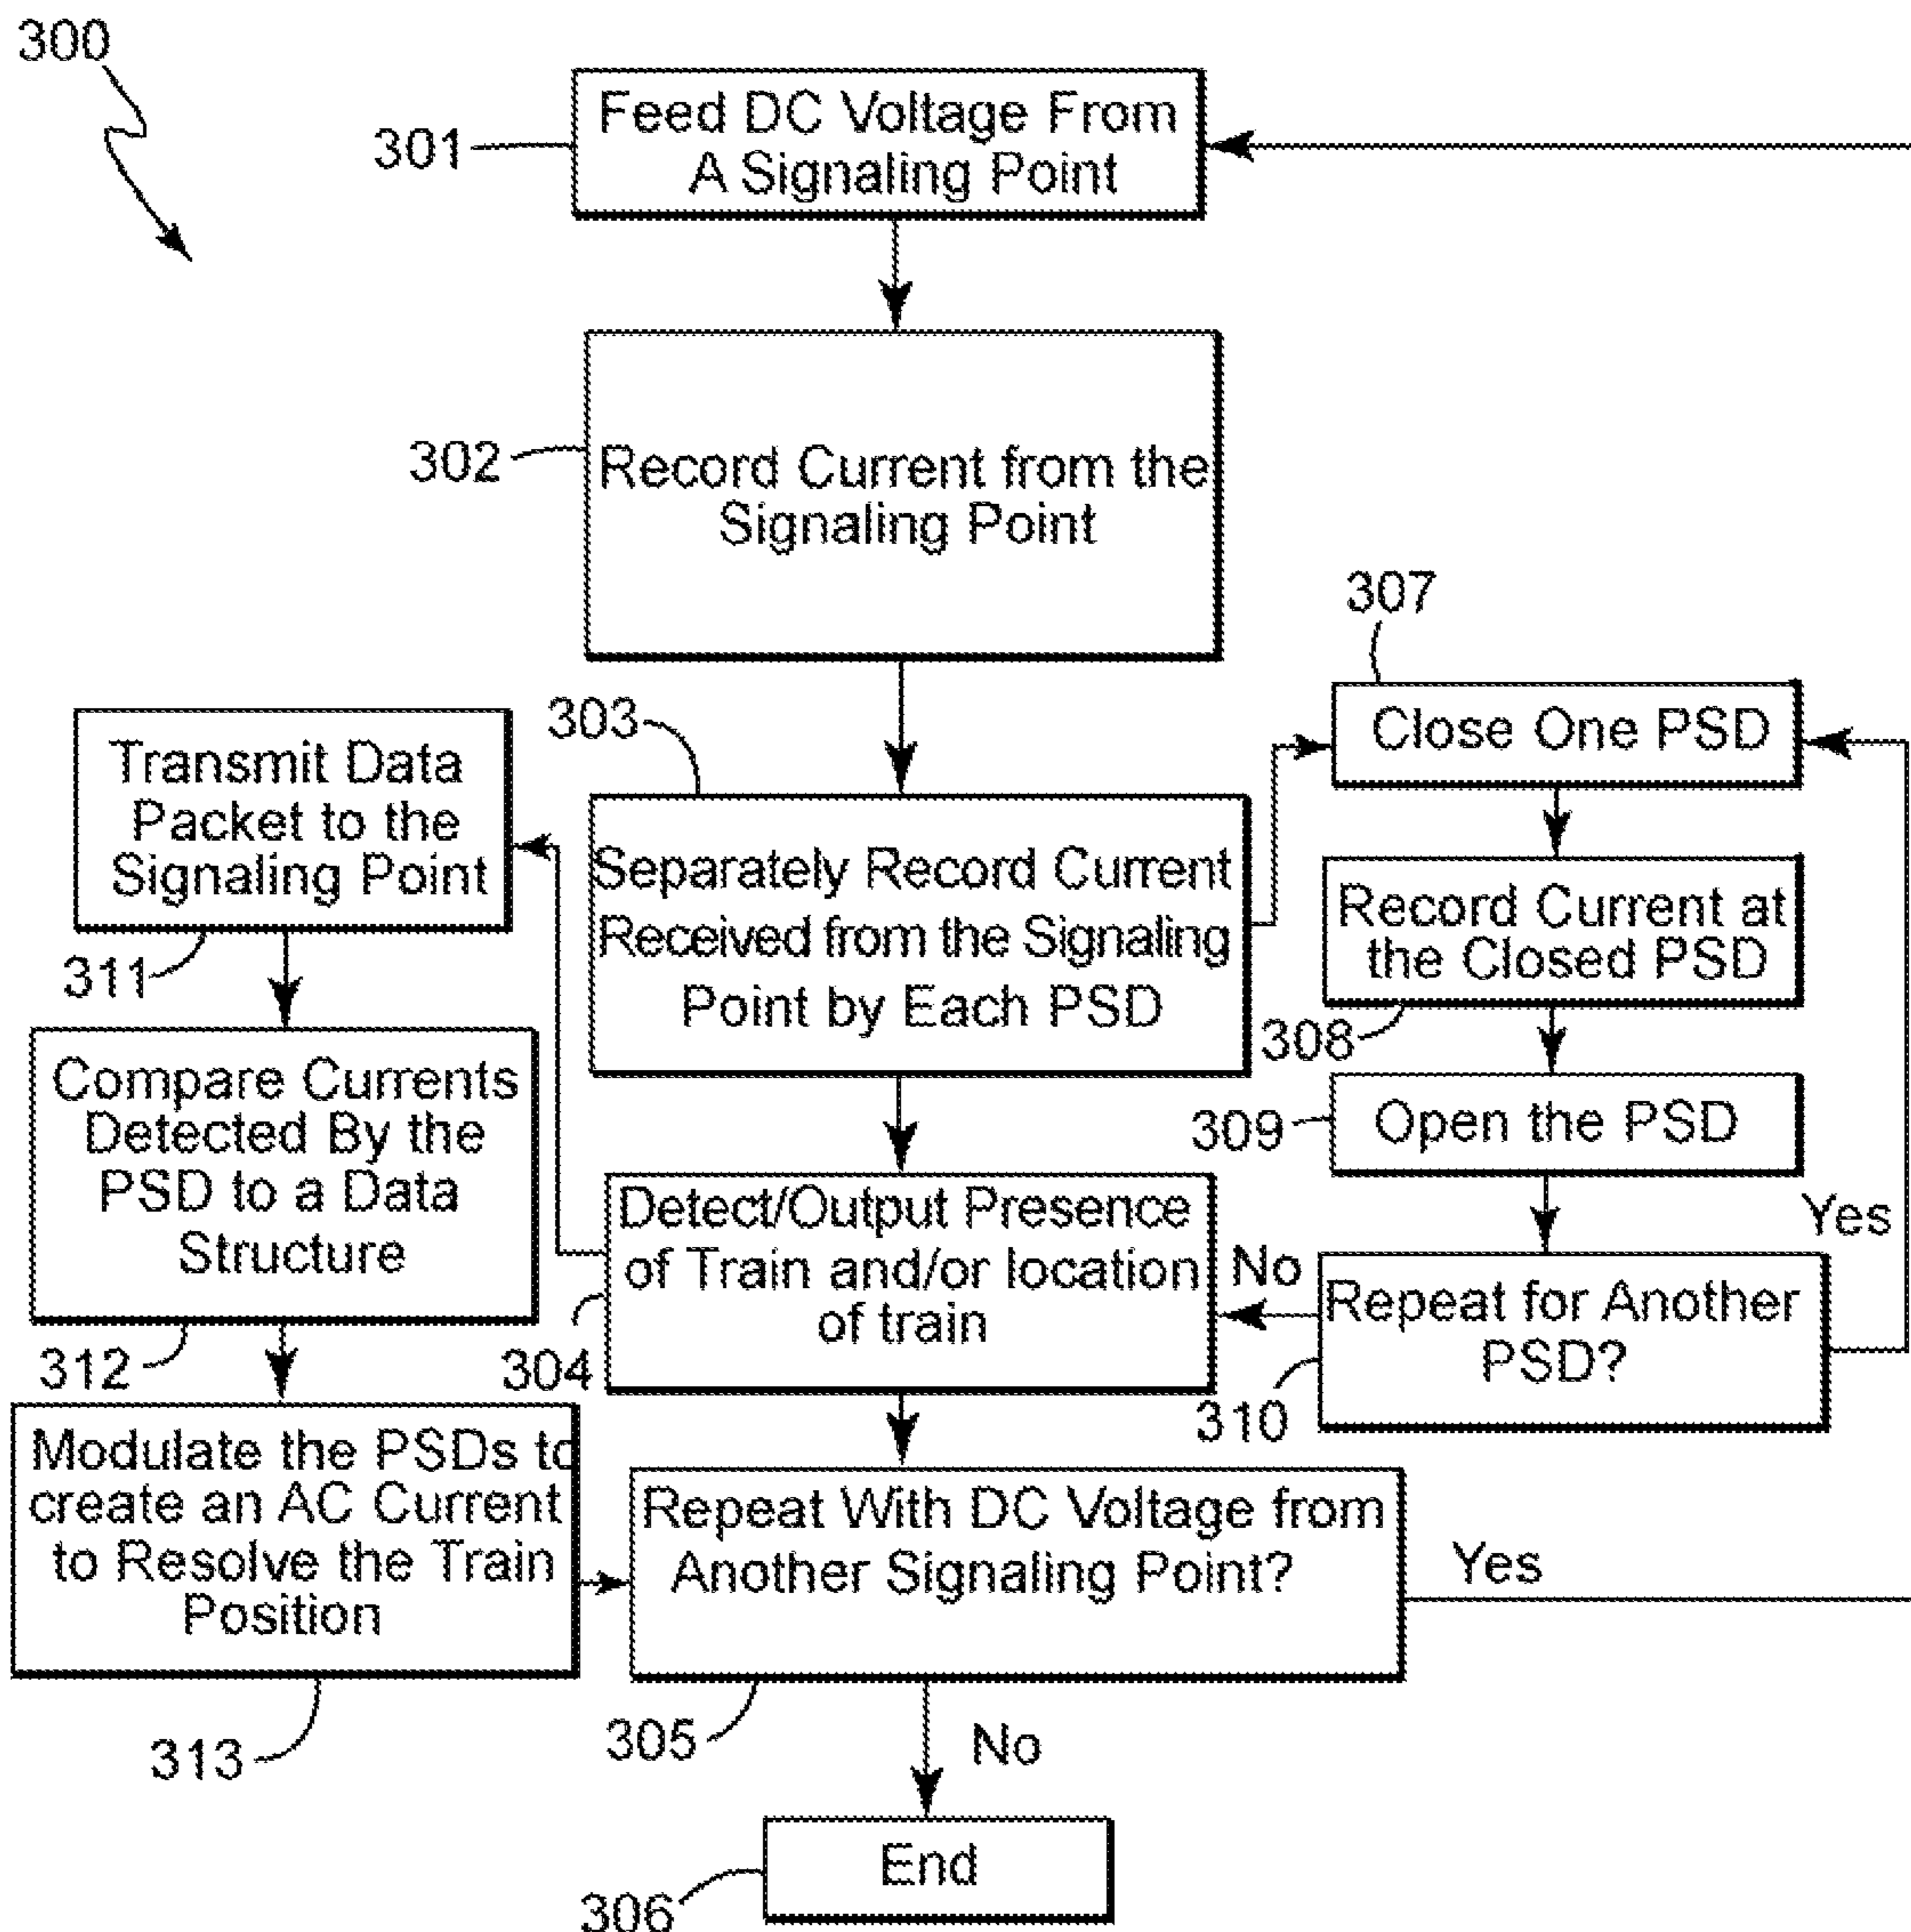 300
Feed DC Voltage From
A Signaling Point
301
302
Record Current from the
Signaling Point
307
303
Close One PSD
Transmit Data
Packet to the
Signaling Point
Separately Record Current
Received from the Signaling
Point by Each PSD
Record Current at
the Closed PSD
311
308
Compare Currents
Detected By the
PSD to a Data
Structure
309
Open the PSD
Detect/Output Presence
of Train and/or location
of train
Yes
No
Repeat for Another
PSD?
312
304
310
Modulate the PSDs to
create an AC Current
to Resolve the Train
Position
Repeat With DC Voltage from
Another Signaling Point?
Yes
313
305
No
End
306